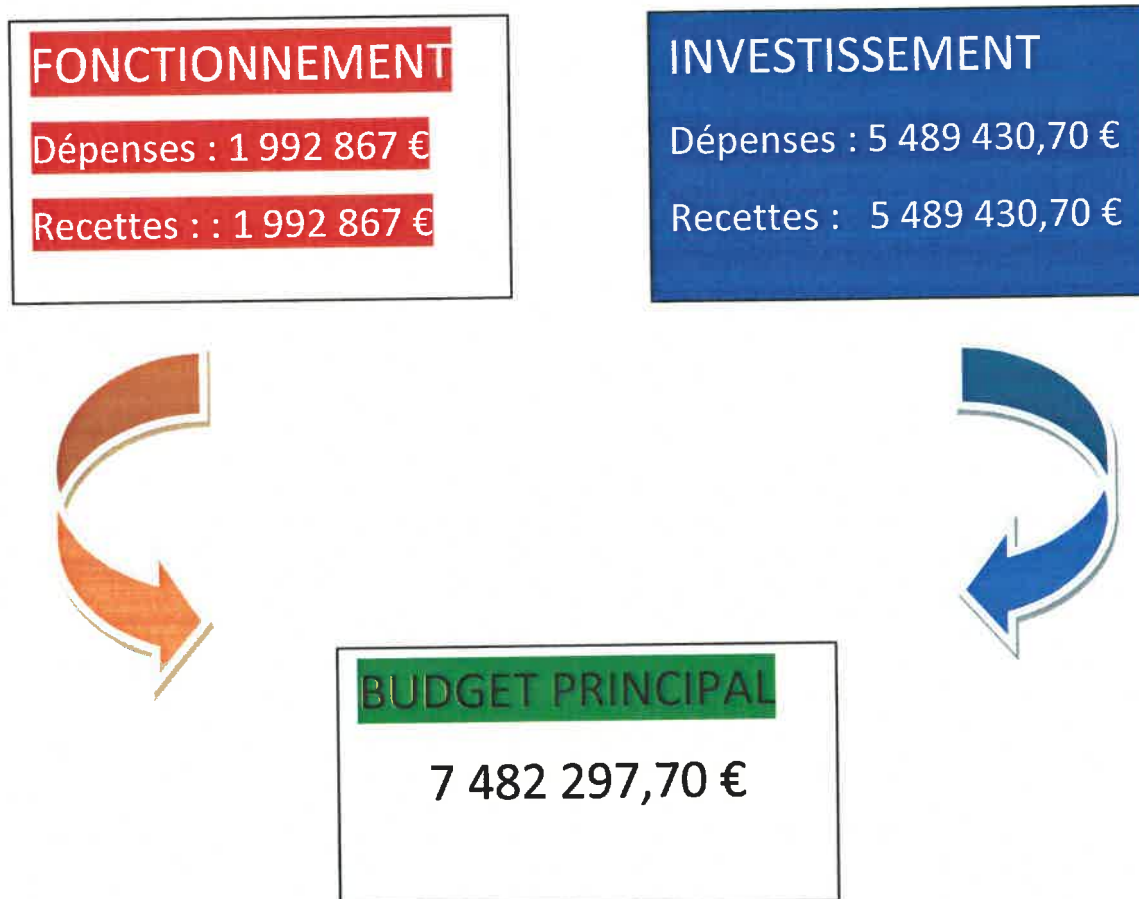 FONCTIONNEMENT
Dépenses : 1 992 867 €
Recettes : : 1 992 867 €
INVESTISSEMENT
Dépenses : 5 489 430,70 €
Recettes : 5 489 430,70 €
BUDGET PRINCIPAL
7 482 297,70 €